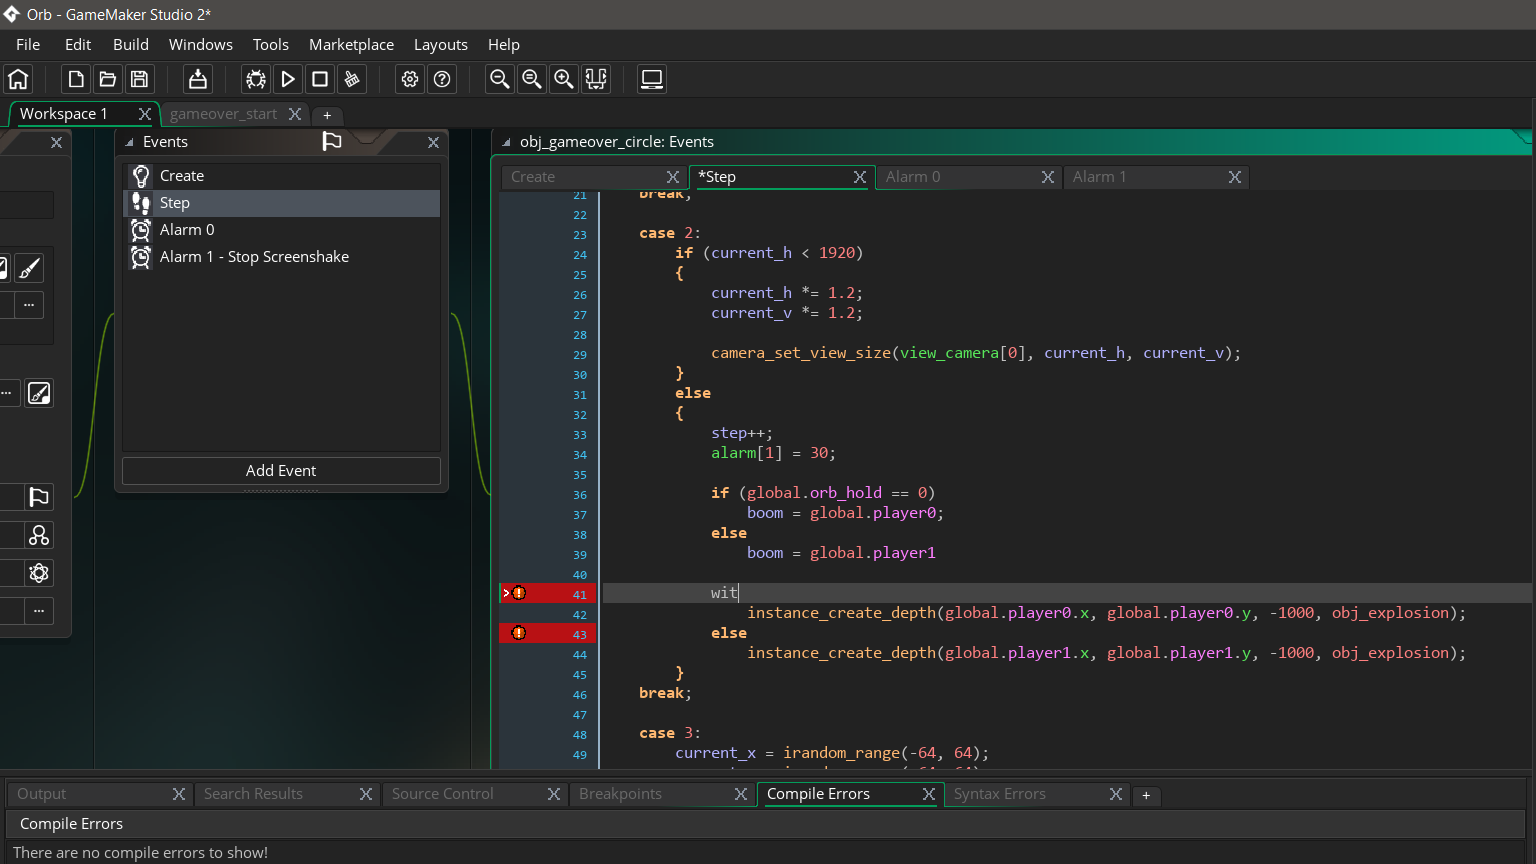 Orb - GameMaker Studio 2*
File Edit Build Windows Tools Marketplace Layouts Help
Workspace 1 gameover_start +
Events
Create
Step
Alarm 0
Alarm 1 - Stop Screenshake
Add Event
obj_gameover_circle: Events
Create *Step Alarm 0 Alarm 1
21 break;
22
23 case 2:
24 if (current_h < 1920)
25 {
26 current_h *= 1.2;
27 current_v *= 1.2;
28
29 camera_set_view_size(view_camera[0], current_h, current_v);
30 }
31 else
32 {
33 step++;
34 alarm[1] = 30;
35
36 if (global.orb_hold == 0)
37 boom = global.player0;
38 else
39 boom = global.player1
40
41 wit
42 instance_create_depth(global.player0.x, global.player0.y, -1000, obj_explosion);
43 else
44 instance_create_depth(global.player1.x, global.player1.y, -1000, obj_explosion);
45 }
46 break;
47
48 case 3:
49 current_x = irandom_range(-64, 64);
Output Search Results Source Control Breakpoints Compile Errors Syntax Errors +
Compile Errors
There are no compile errors to show!